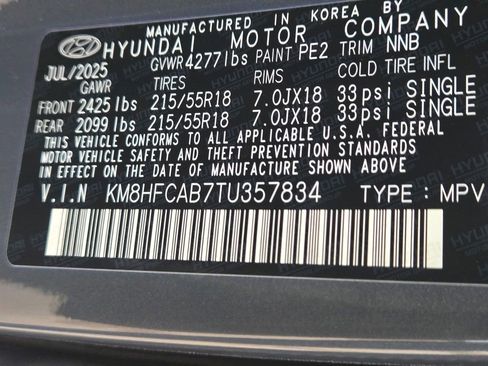 MANUFACTURED IN KOREA BY
HYUNDAI MOTOR COMPANY
JUL/2025 GVWR 4277lbs PAINT PE2 TRIM NNB
GAWR TIRES RIMS COLD TIRE INFL
FRONT 2425lbs 215/55R18 7.0JX18 33psi SINGLE
REAR 2099lbs 215/55R18 7.0JX18 33psi SINGLE
THIS VEHICLE CONFORMS TO ALL APPLICABLE U.S.A. FEDERAL
MOTOR VEHICLE SAFETY AND THEFT PREVENTION STANDARDS
IN EFFECT ON THE DATE OF MANUFACTURE SHOWN ABOVE
V.I.N KM8HFCAB7TU357834 TYPE : MPV